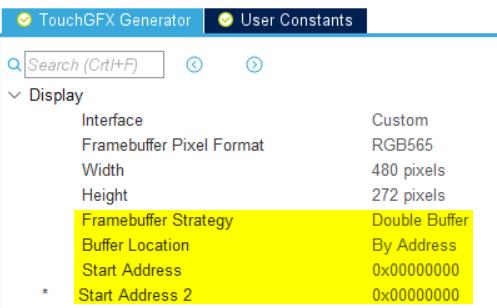 TouchGFX Generator User Constants
Search (Crtl+F)
Display
Interface Custom
Framebuffer Pixel Format RGB565
Width 480 pixels
Height 272 pixels
Framebuffer Strategy Double Buffer
Buffer Location By Address
Start Address 0x00000000
* Start Address 2 0x00000000